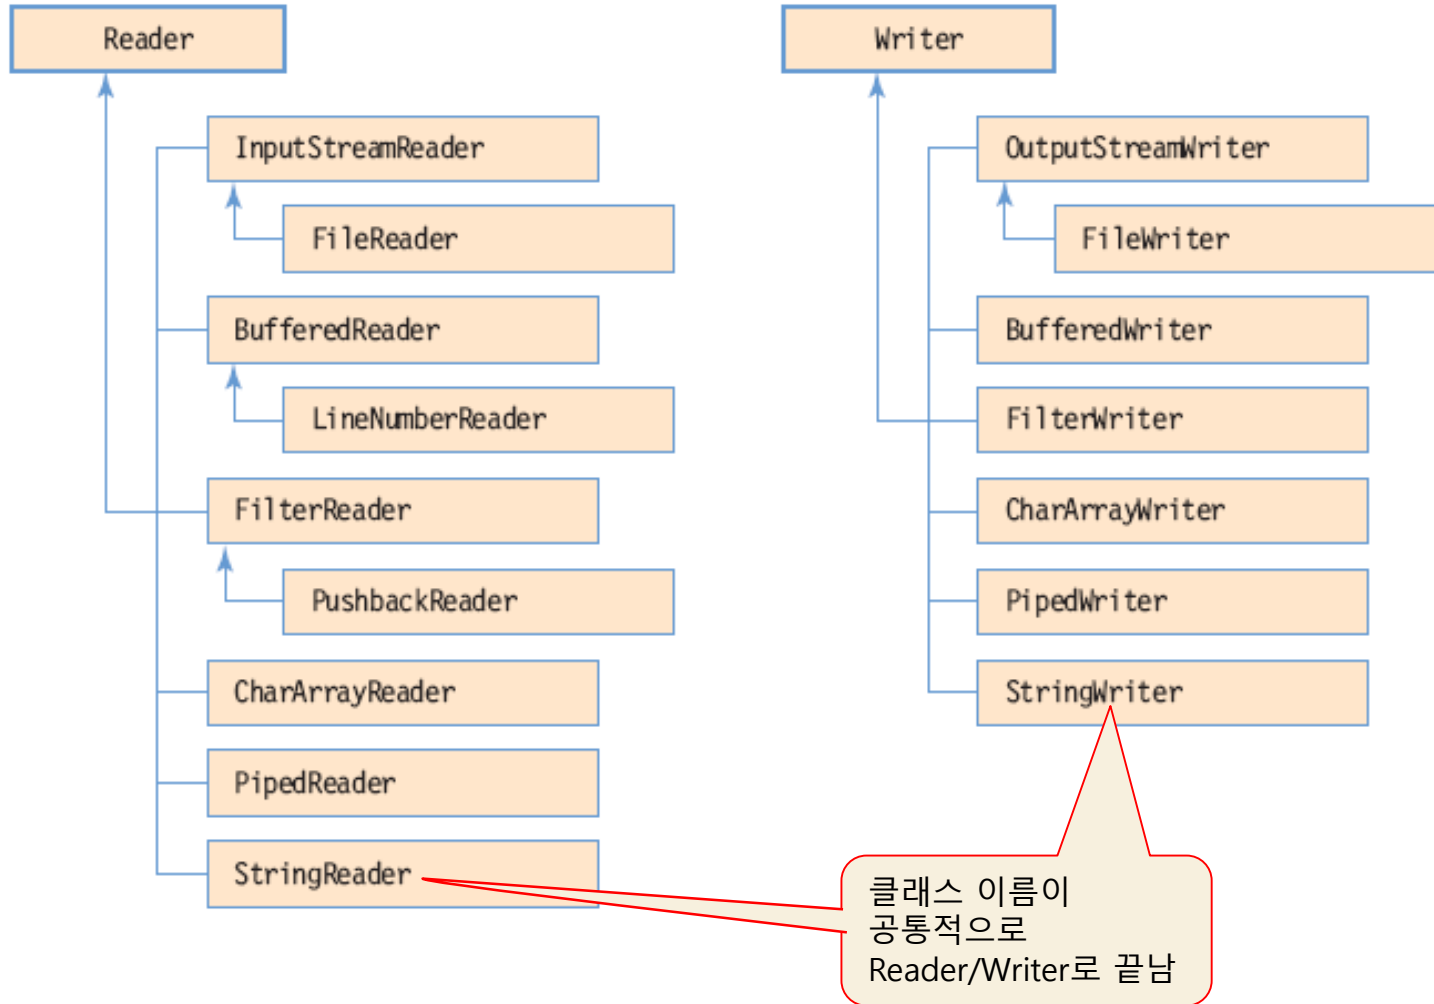 Reader
InputStreamReader
FileReader
BufferedReader
LineNumberReader
FilterReader
PushbackReader
CharArrayReader
PipedReader
StringReader
Writer
OutputStreamWriter
FileWriter
BufferedWriter
FilterWriter
CharArrayWriter
PipedWriter
StringWriter
클래스 이름이
공통적으로
Reader/Writer로 끝남